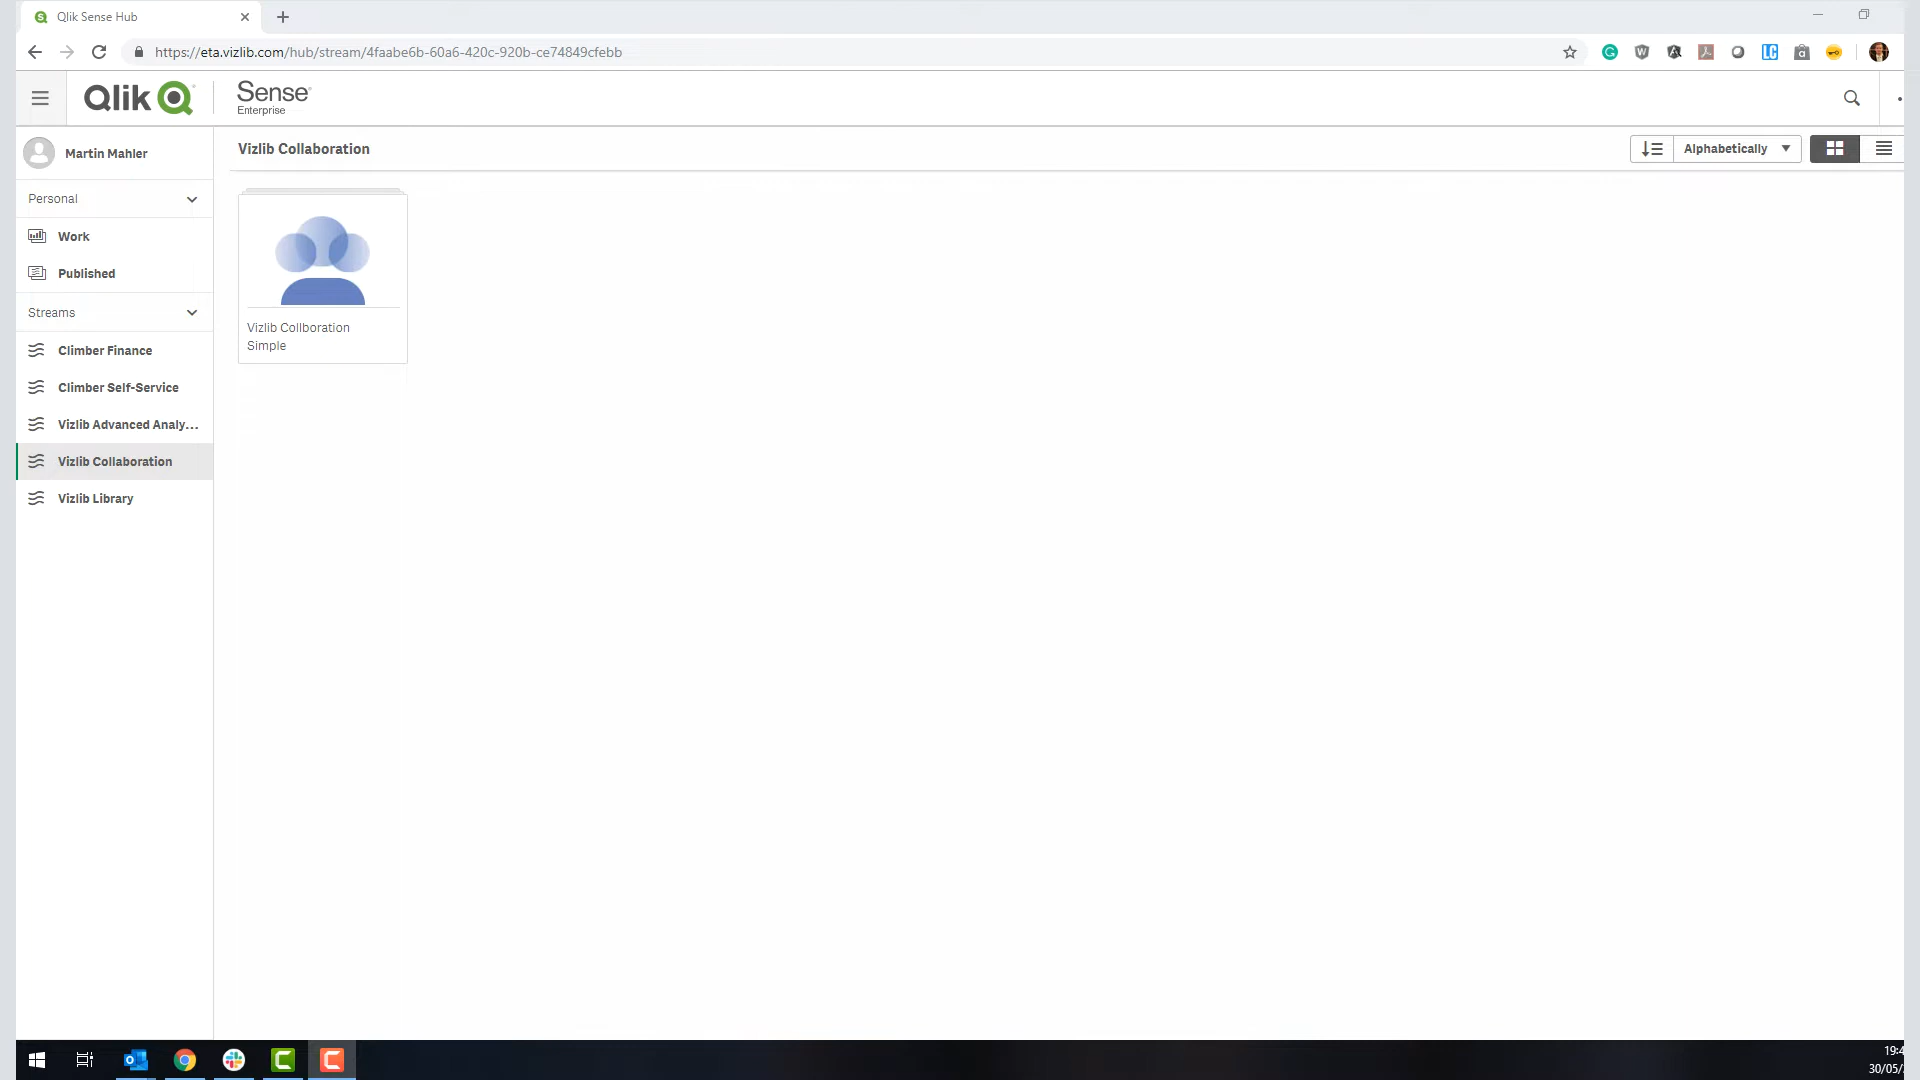 Qlik Sense Hub
https://eta.vizlib.com/hub/stream/4faabe6b-60a6-420c-920b-ce74849cfebb
Qlik
Sense
Enterprise
Martin Mahler
Vizlib Collaboration
Alphabetically
Personal
Work
Published
Streams
Climber Finance
Climber Self-Service
Vizlib Advanced Analy...
Vizlib Collaboration
Vizlib Library
Vizlib Collboration
Simple
19:4
30/05/